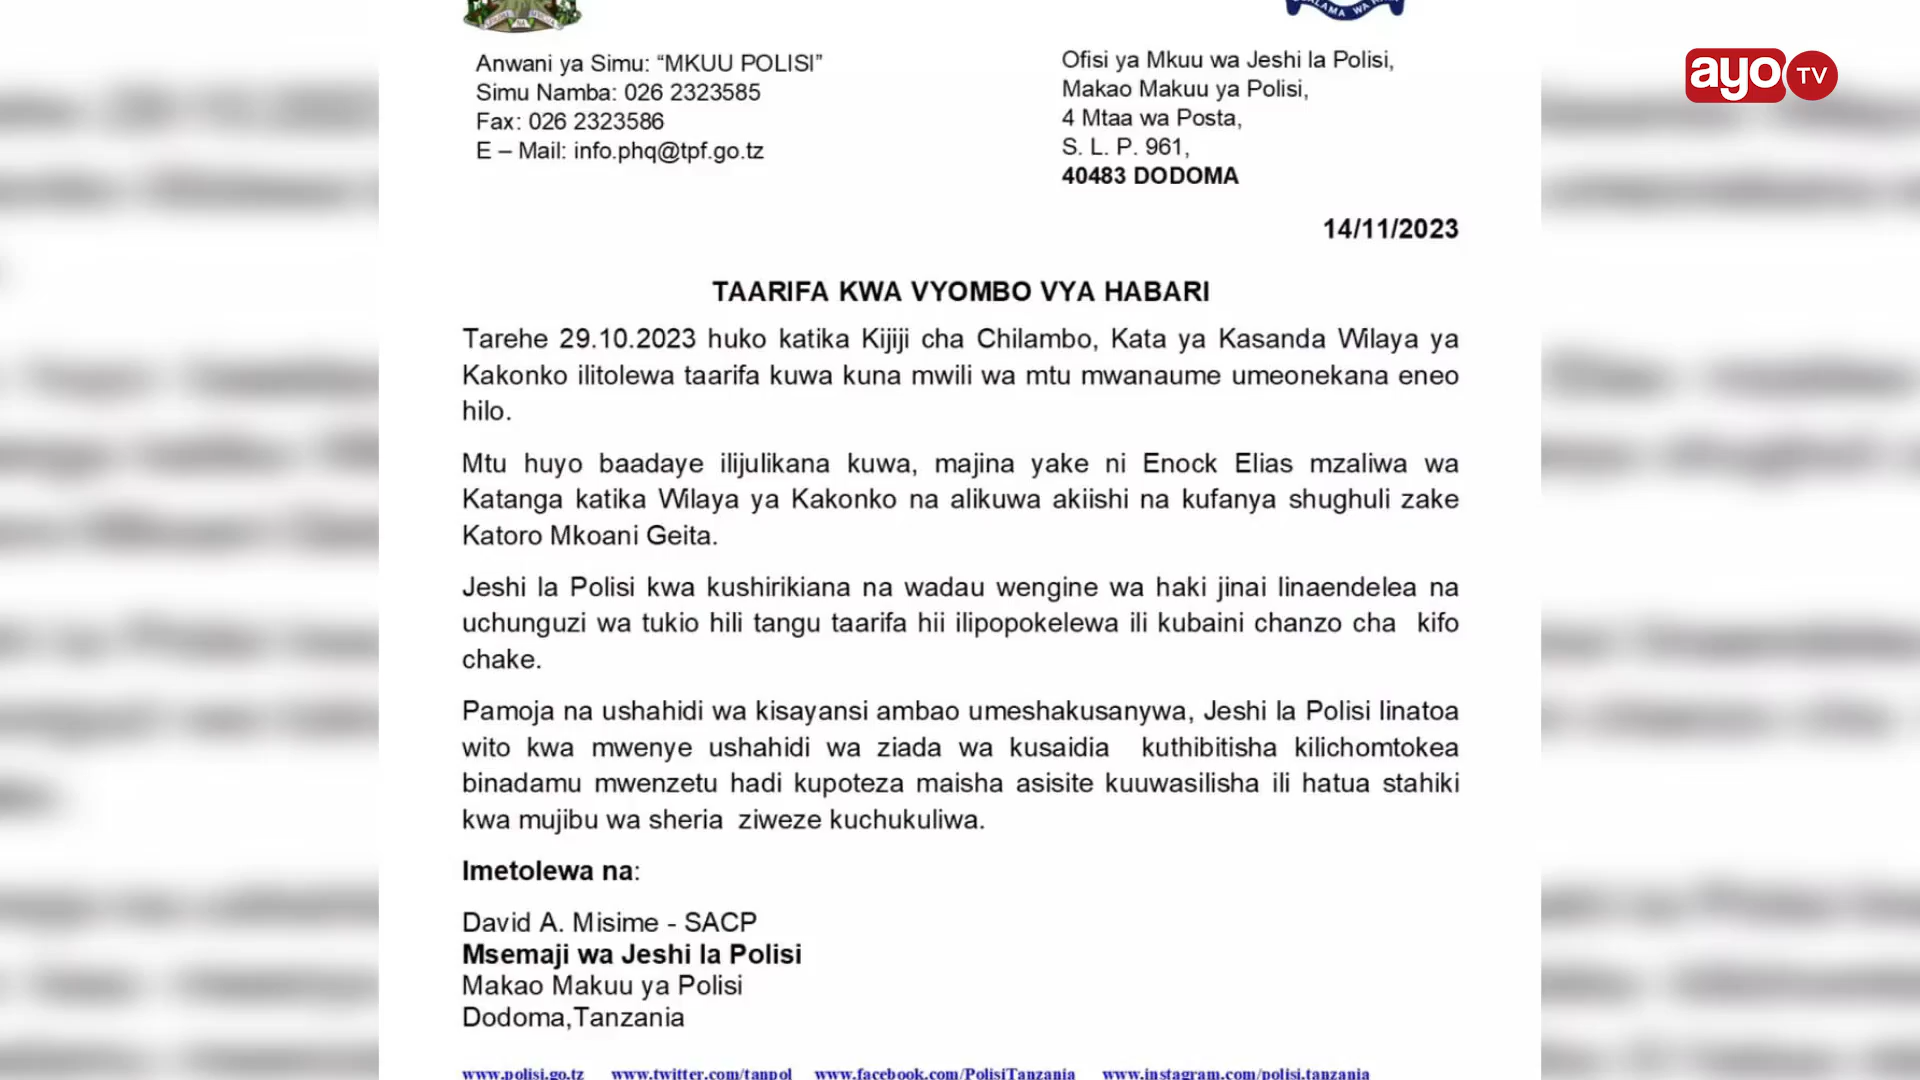 Anwani ya Simu: “MKUU POLISI”
Simu Namba: 026 2323585
Fax: 026 2323586
E – Mail: info.phq@tpf.go.tz
Ofisi ya Mkuu wa Jeshi la Polisi,
Makao Makuu ya Polisi,
4 Mtaa wa Posta,
S. L. P. 961,
40483 DODOMA
ayo TV
14/11/2023
TAARIFA KWA VYOMBO VYA HABARI
Tarehe 29.10.2023 huko katika Kijiji cha Chilambo, Kata ya Kasanda Wilaya ya
Kakonko ilitolewa taarifa kuwa kuna mwili wa mtu mwanaume umeonekana eneo
hilo.
Mtu huyo baadaye ilijulikana kuwa, majina yake ni Enock Elias mzaliwa wa
Katanga katika Wilaya ya Kakonko na alikuwa akiishi na kufanya shughuli zake
Katoro Mkoani Geita.
Jeshi la Polisi kwa kushirikiana na wadau wengine wa haki jinai linaendelea na
uchunguzi wa tukio hili tangu taarifa hii ilipopokelewa ili kubaini chanzo cha kifo
chake.
Pamoja na ushahidi wa kisayansi ambao umeshakusanywa, Jeshi la Polisi linatoa
wito kwa mwenye ushahidi wa ziada wa kusaidia kuthibitisha kilichomtokea
binadamu mwenzetu hadi kupoteza maisha asisite kuuwasilisha ili hatua stahiki
kwa mujibu wa sheria ziweze kuchukuliwa.
Imetolewa na:
David A. Misime - SACP
Msemaji wa Jeshi la Polisi
Makao Makuu ya Polisi
Dodoma,Tanzania
www.polisi.go.tz www.twitter.com/tanpol www.facebook.com/PolisiTanzania www.instagram.com/polisi.tanzania